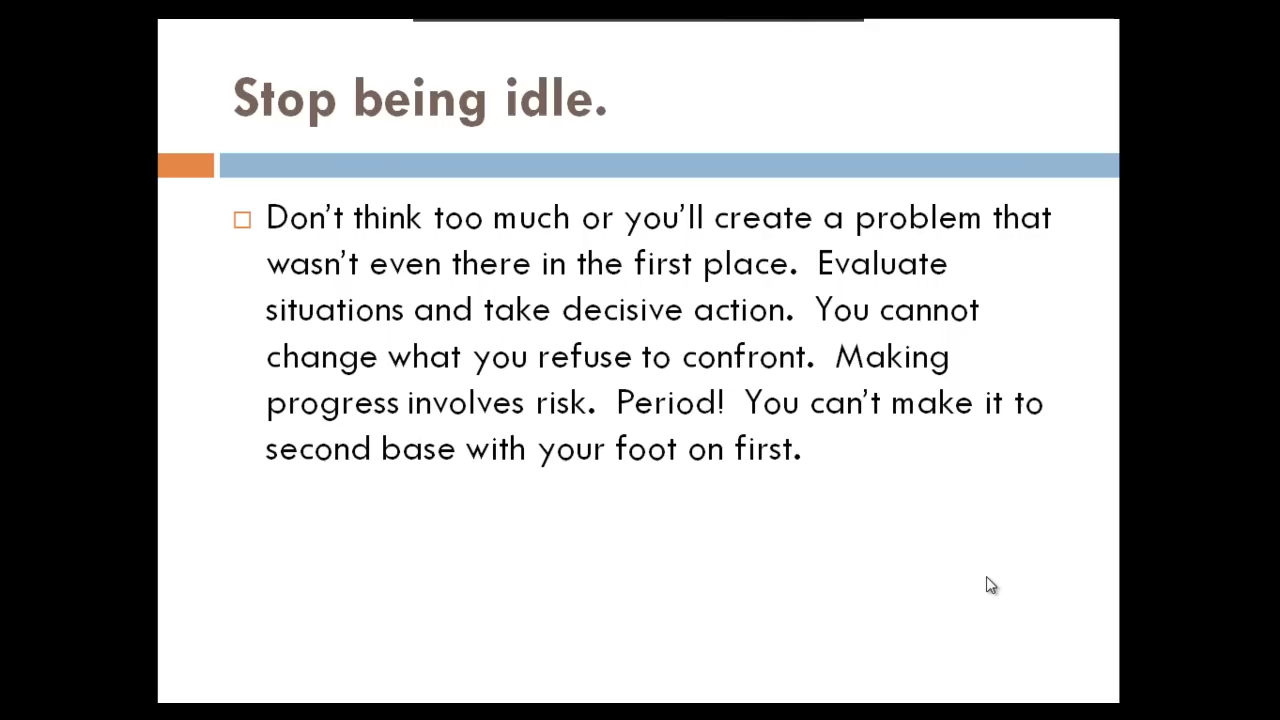 Stop being idle.
Don't think too much or you'll create a problem that
wasn't even there in the first place.  Evaluate
situations and take decisive action.  You cannot
change what you refuse to confront.  Making
progress involves risk.  Period!  You can't make it to
second base with your foot on first.